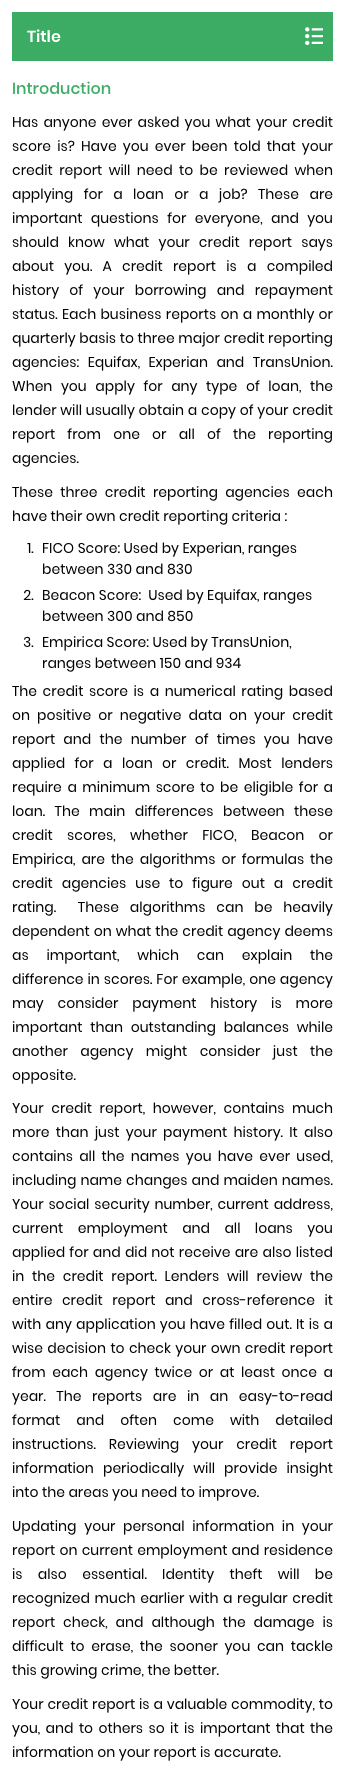 Title
Introduction
Has anyone ever asked you what your credit
score is? Have you ever been told that your
credit report will need to be reviewed when
applying for a loan or a job? These are
important questions for everyone, and you
should know what your credit report says
about you. A credit report is a compiled
history of your borrowing and repayment
status. Each business reports on a monthly or
quarterly basis to three major credit reporting
agencies: Equifax, Experian and TransUnion.
When you apply for any type of loan, the
lender will usually obtain a copy of your credit
report from one or all of the reporting
agencies.
These three credit reporting agencies each
have their own credit reporting criteria :
1. FICO Score: Used by Experian, ranges
between 330 and 830
2. Beacon Score:  Used by Equifax, ranges
between 300 and 850
3. Empirica Score: Used by TransUnion,
ranges between 150 and 934
The credit score is a numerical rating based
on positive or negative data on your credit
report and the number of times you have
applied for a loan or credit. Most lenders
require a minimum score to be eligible for a
loan. The main differences between these
credit scores, whether FICO, Beacon or
Empirica, are the algorithms or formulas the
credit agencies use to figure out a credit
rating.  These algorithms can be heavily
dependent on what the credit agency deems
as important, which can explain the
difference in scores. For example, one agency
may consider payment history is more
important than outstanding balances while
another agency might consider just the
opposite.
Your credit report, however, contains much
more than just your payment history. It also
contains all the names you have ever used,
including name changes and maiden names.
Your social security number, current address,
current employment and all loans you
applied for and did not receive are also listed
in the credit report. Lenders will review the
entire credit report and cross-reference it
with any application you have filled out. It is a
wise decision to check your own credit report
from each agency twice or at least once a
year. The reports are in an easy-to-read
format and often come with detailed
instructions. Reviewing your credit report
information periodically will provide insight
into the areas you need to improve.
Updating your personal information in your
report on current employment and residence
is also essential. Identity theft will be
recognized much earlier with a regular credit
report check, and although the damage is
difficult to erase, the sooner you can tackle
this growing crime, the better.
Your credit report is a valuable commodity, to
you, and to others so it is important that the
information on your report is accurate.